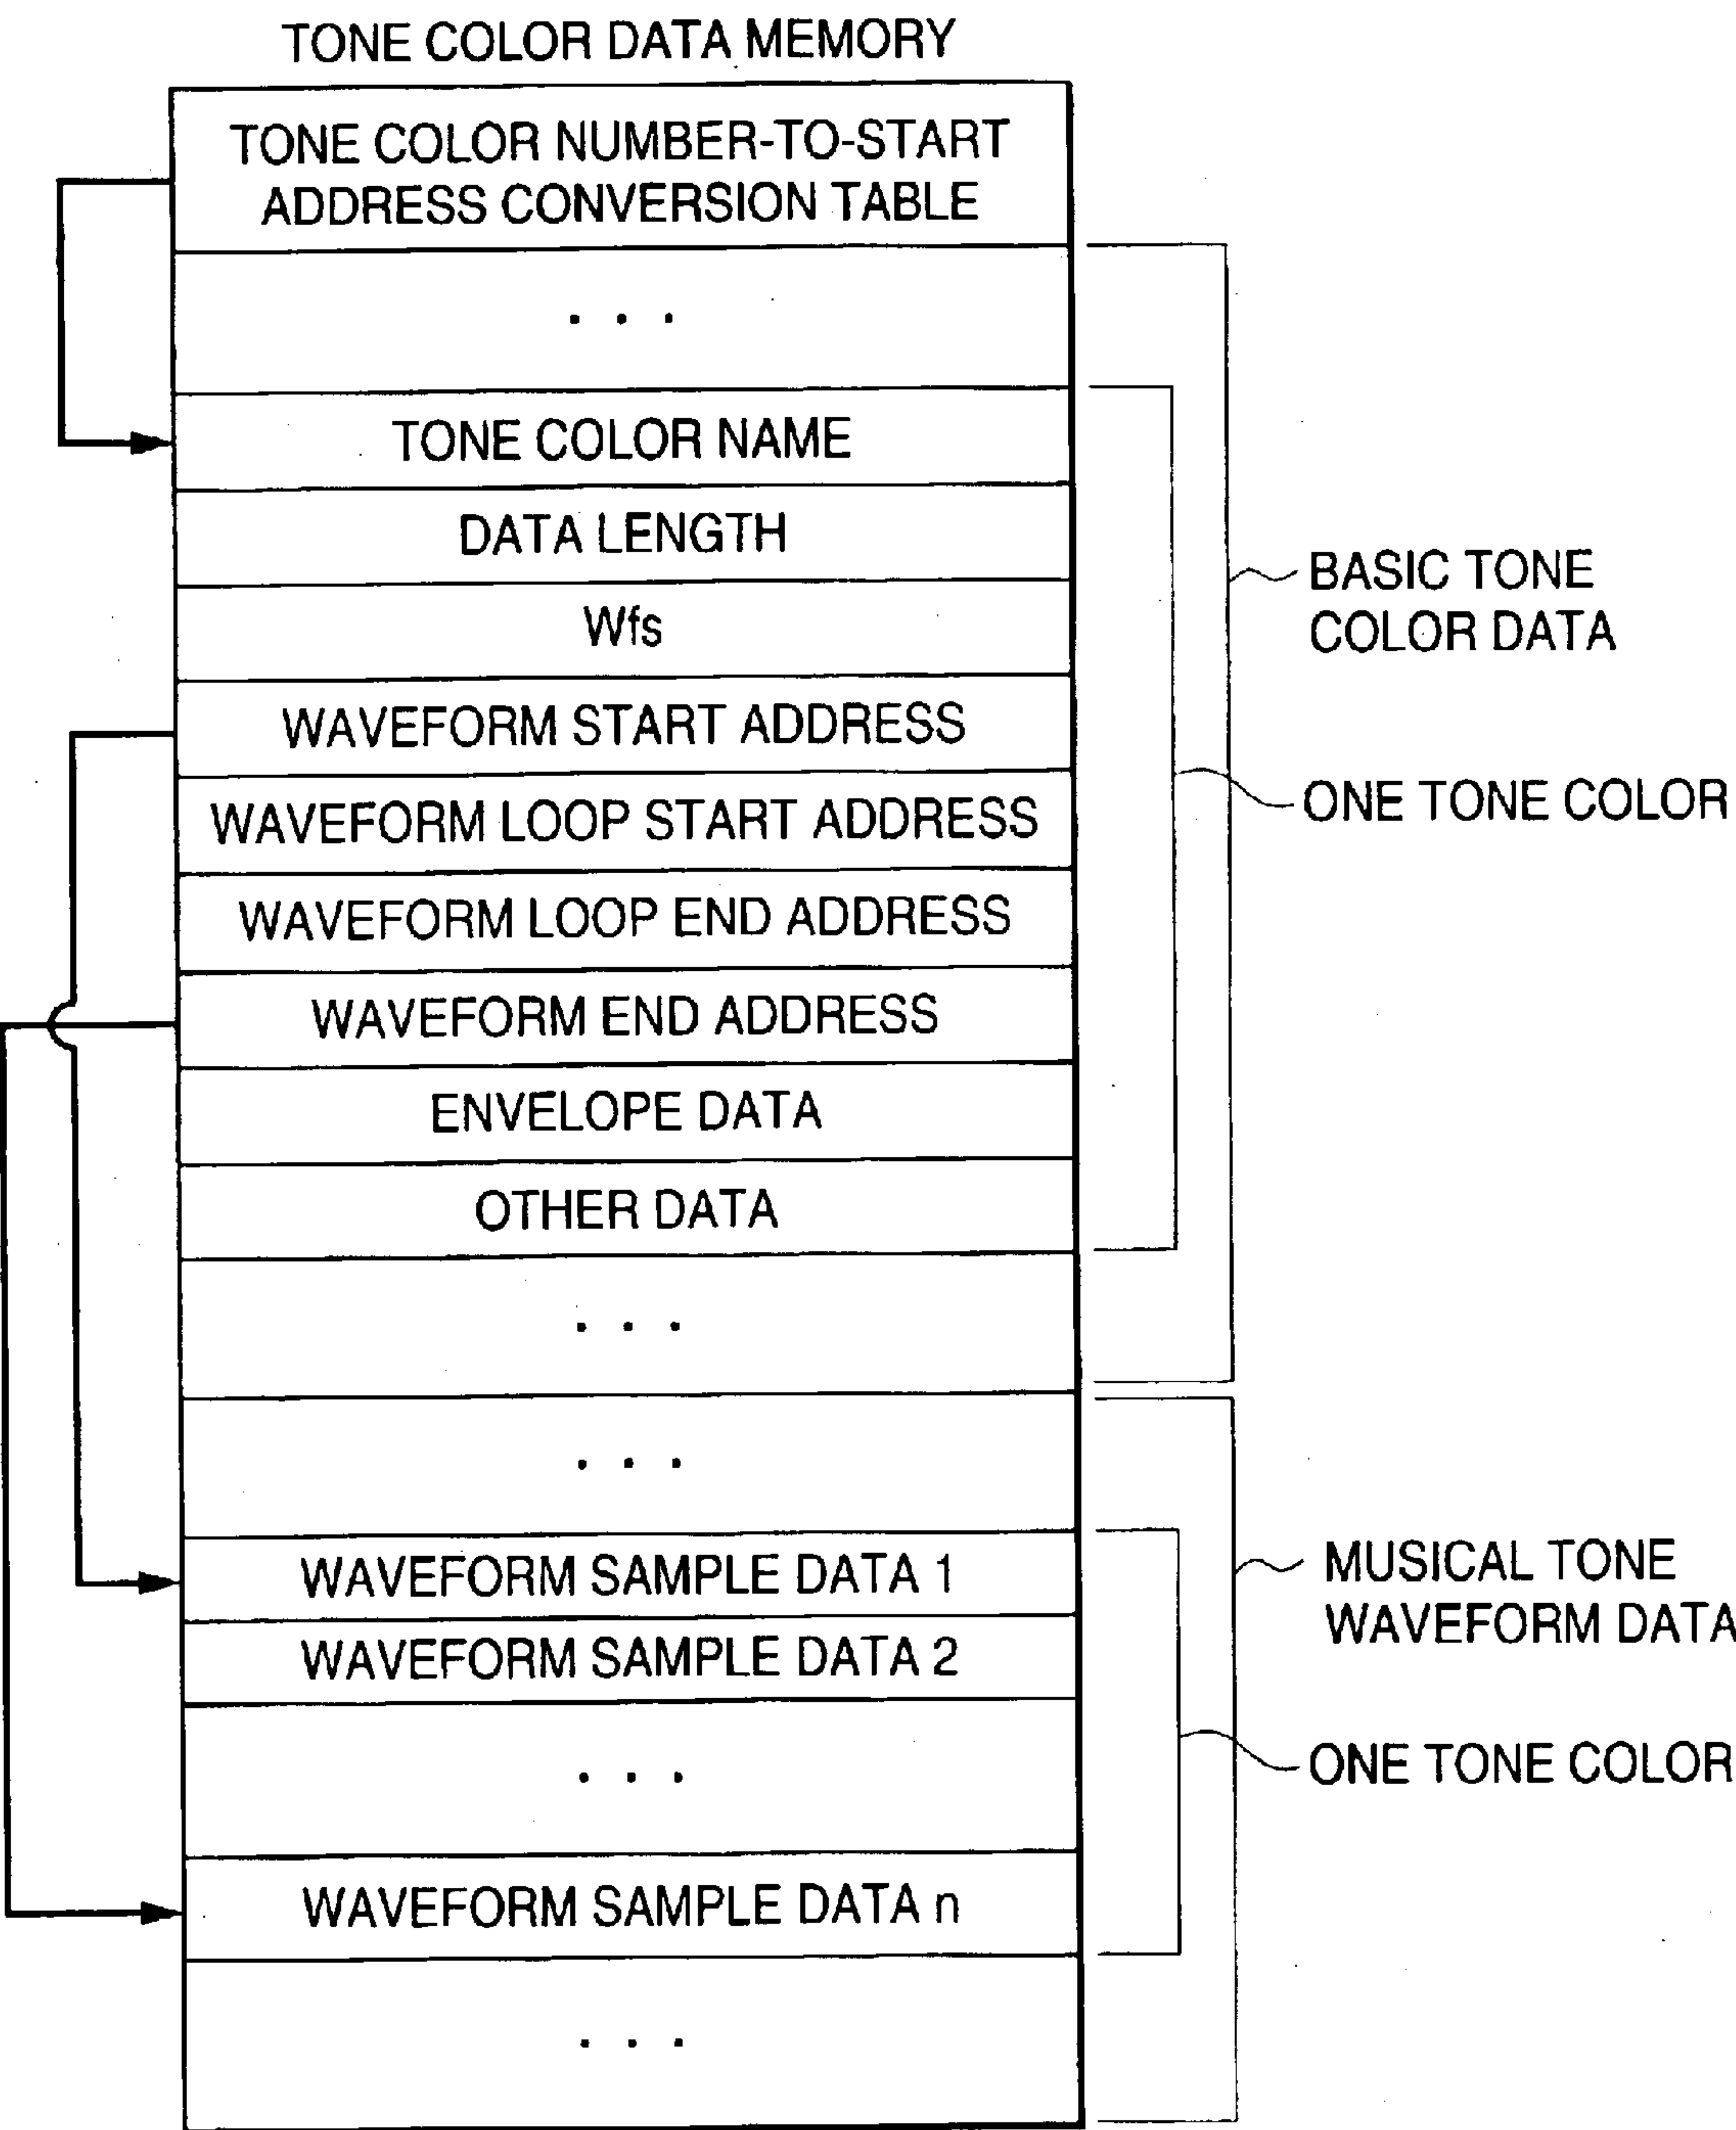 TONE COLOR DATA MEMORY
TONE COLOR NUMBER-TO-START
ADDRESS CONVERSION TABLE
. . .
TONE COLOR NAME
DATA LENGTH
Wfs
WAVEFORM START ADDRESS
WAVEFORM LOOP START ADDRESS
WAVEFORM LOOP END ADDRESS
WAVEFORM END ADDRESS
ENVELOPE DATA
OTHER DATA
. . .
BASIC TONE
COLOR DATA
ONE TONE COLOR
. . .
WAVEFORM SAMPLE DATA 1
WAVEFORM SAMPLE DATA 2
. . .
WAVEFORM SAMPLE DATA n
. . .
MUSICAL TONE
WAVEFORM DATA
ONE TONE COLOR